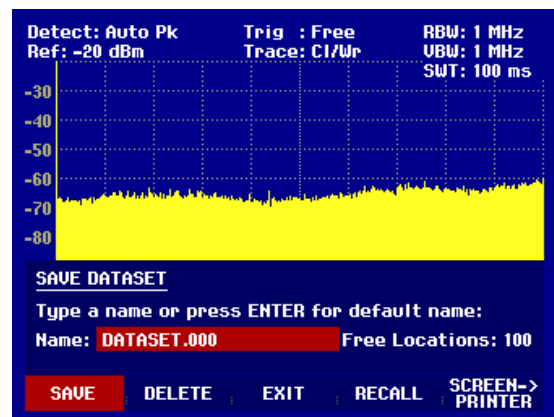 Detect: Auto Pk Trig : Free RBW: 1 MHz
Ref: -20 dBm Trace: Cl/Wr VBW: 1 MHz
SWT: 100 ms
-30
-40
-50
-60
-70
-80
SAVE DATASET
Type a name or press ENTER for default name:
Name: DATASET.000 Free Locations: 100
SAVE DELETE EXIT RECALL SCREEN->
PRINTER